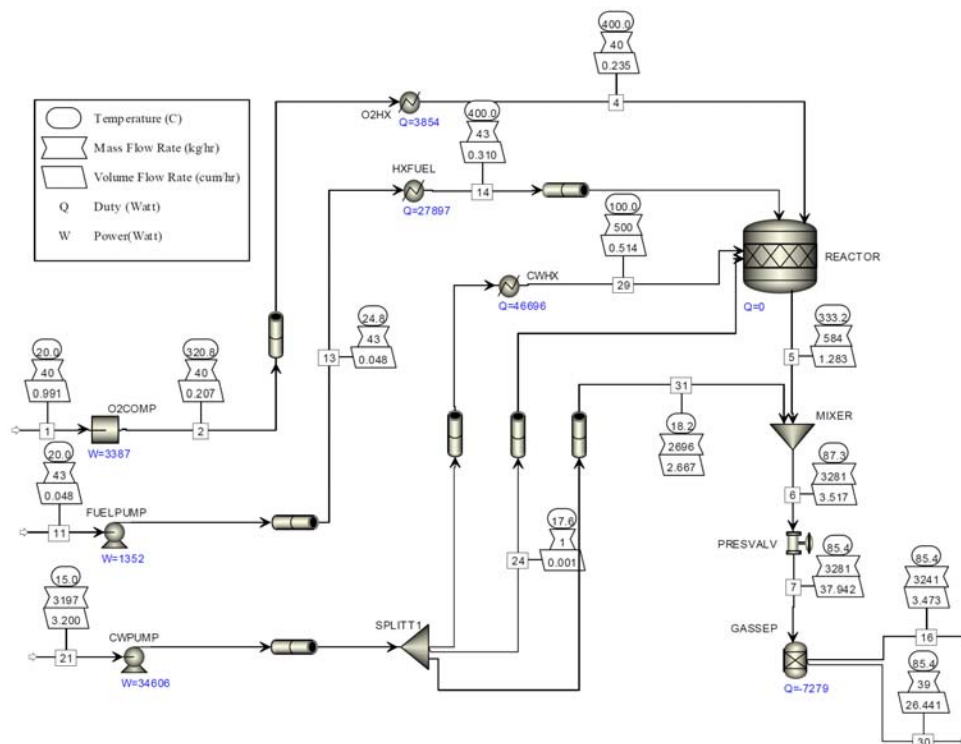 400.0
40
0.235
4
O2HX
Q=3854
400.0
43
0.310
Temperature (C)
Mass Flow Rate (kg/hr)
Volume Flow Rate (cum/hr)
Q Duty (Watt)
W Power(Watt)
HXFUEL
Q=27897
14
100.0
500
0.514
REACTOR
Q=0
CWHX
Q=46696
29
24.8
43
0.048
13
333.2
584
1.283
5
20.0
40
0.991
320.8
40
0.207
O2COMP
1
2
W=3387
31
18.2
2696
2.667
MIXER
20.0
43
0.048
87.3
3281
3.517
6
FUELPUMP
11
W=1352
17.6
1
0.001
24
PRESVALV
85.4
3281
37.942
7
85.4
3241
3.473
16
15.0
3197
3.200
CWPUMP
21
W=34606
SPLITT1
GASSEP
Q=-7279
85.4
39
26.441
30